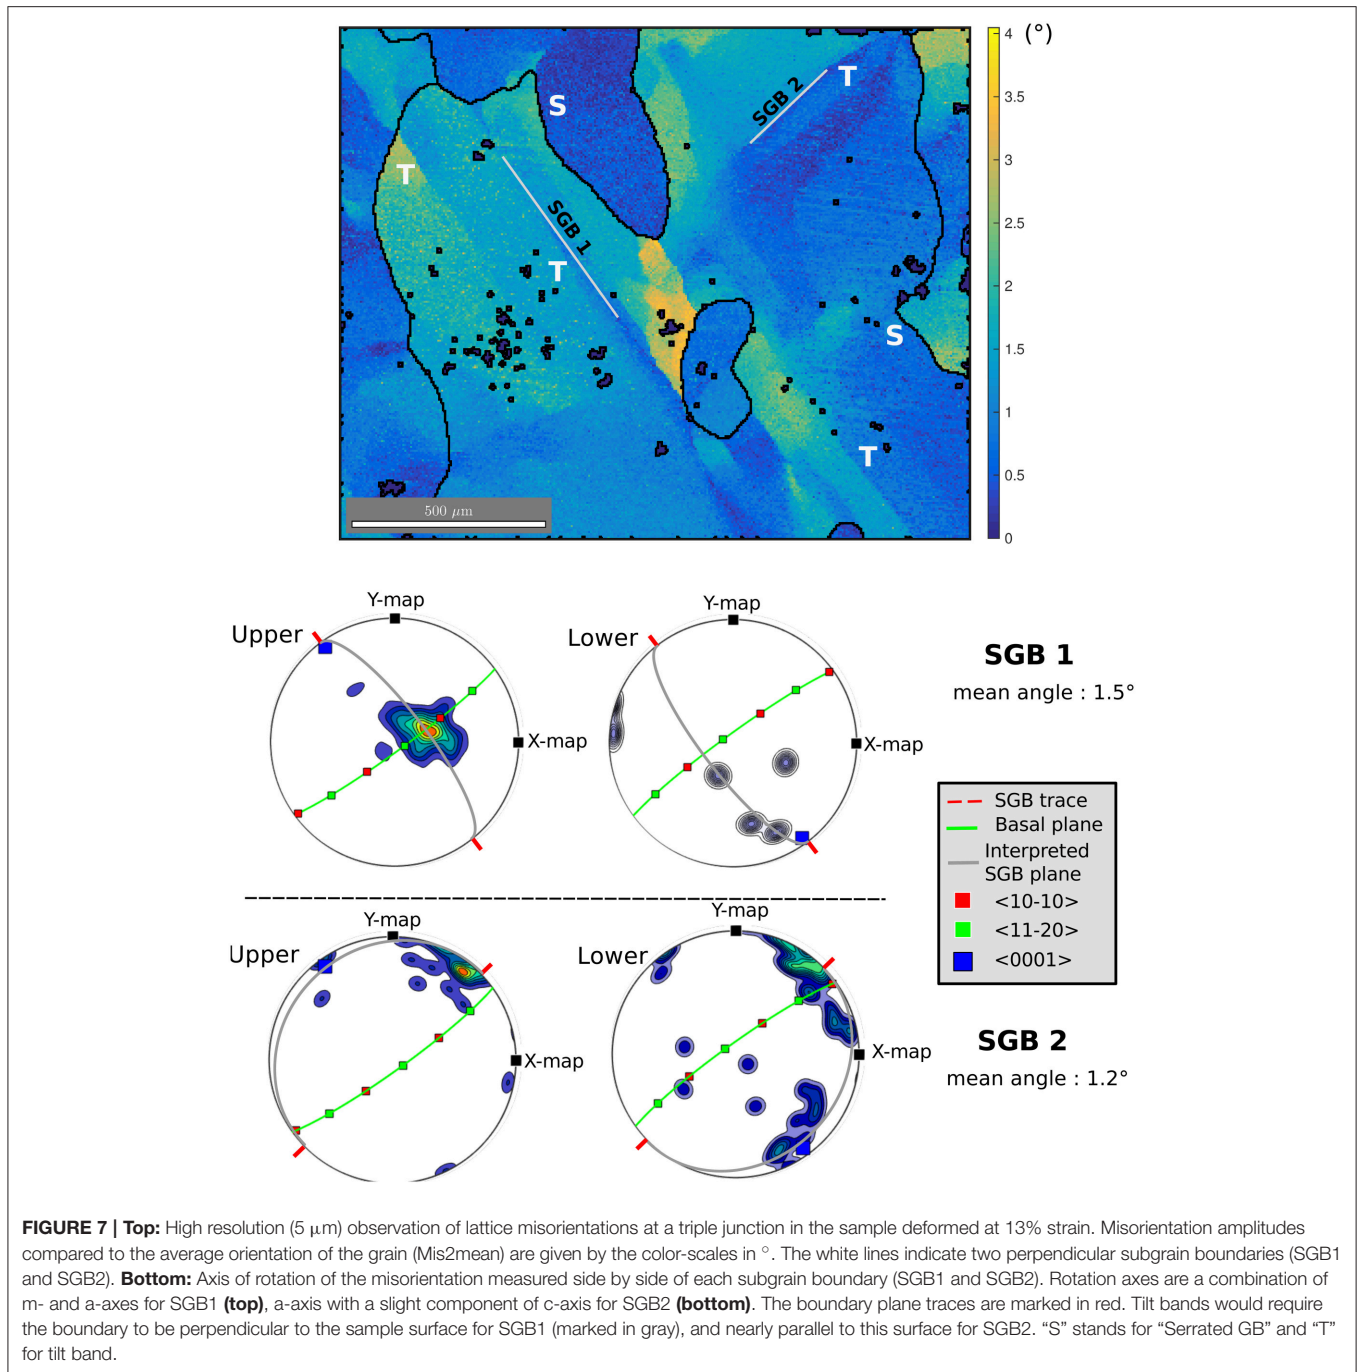 (°)
4
3.5
3
2.5
2
1.5
1
0.5
0
S
SGB 2
T
T
SGB 1
T
S
T
500 μm
Y-map
Upper
X-map
Y-map
Lower
SGB 1
mean angle : 1.5°
SGB trace
Basal plane
Interpreted
SGB plane
<10-10>
<11-20>
<0001>
Y-map
Upper
X-map
Y-map
Lower
X-map
SGB 2
mean angle : 1.2°
FIGURE 7 | Top: High resolution (5 μm) observation of lattice misorientations at a triple junction in the sample deformed at 13% strain. Misorientation amplitudes
compared to the average orientation of the grain (Mis2mean) are given by the color-scales in °. The white lines indicate two perpendicular subgrain boundaries (SGB1
and SGB2). Bottom: Axis of rotation of the misorientation measured side by side of each subgrain boundary (SGB1 and SGB2). Rotation axes are a combination of
m- and a-axes for SGB1 (top), a-axis with a slight component of c-axis for SGB2 (bottom). The boundary plane traces are marked in red. Tilt bands would require
the boundary to be perpendicular to the sample surface for SGB1 (marked in gray), and nearly parallel to this surface for SGB2. “S” stands for “Serrated GB” and “T”
for tilt band.